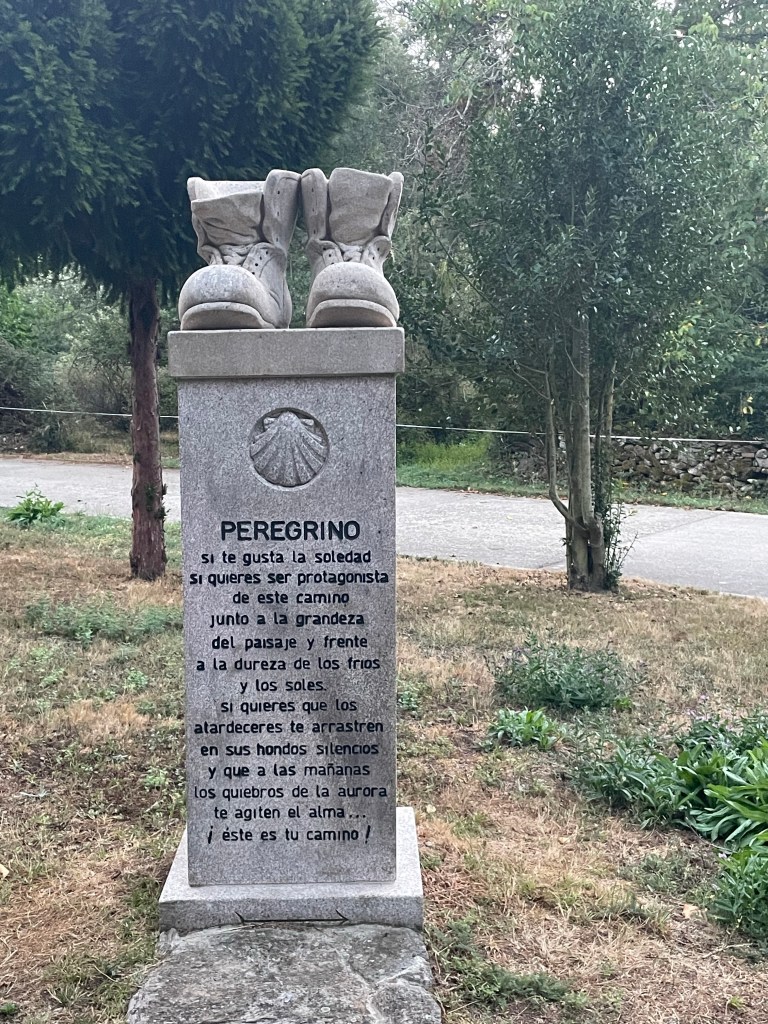 PEREGRINO
si te gusta la soledad
si quieres ser protagonista
de este camino
junto a la grandeza
del paisaje y frente
a la dureza de los fríos
y los soles.
si quieres que los
atardeceres te arrastren
en sus hondos silencios
y que a las mañanas
los quiebros de la aurora
te agiten el alma...
¡ éste es tu camino !